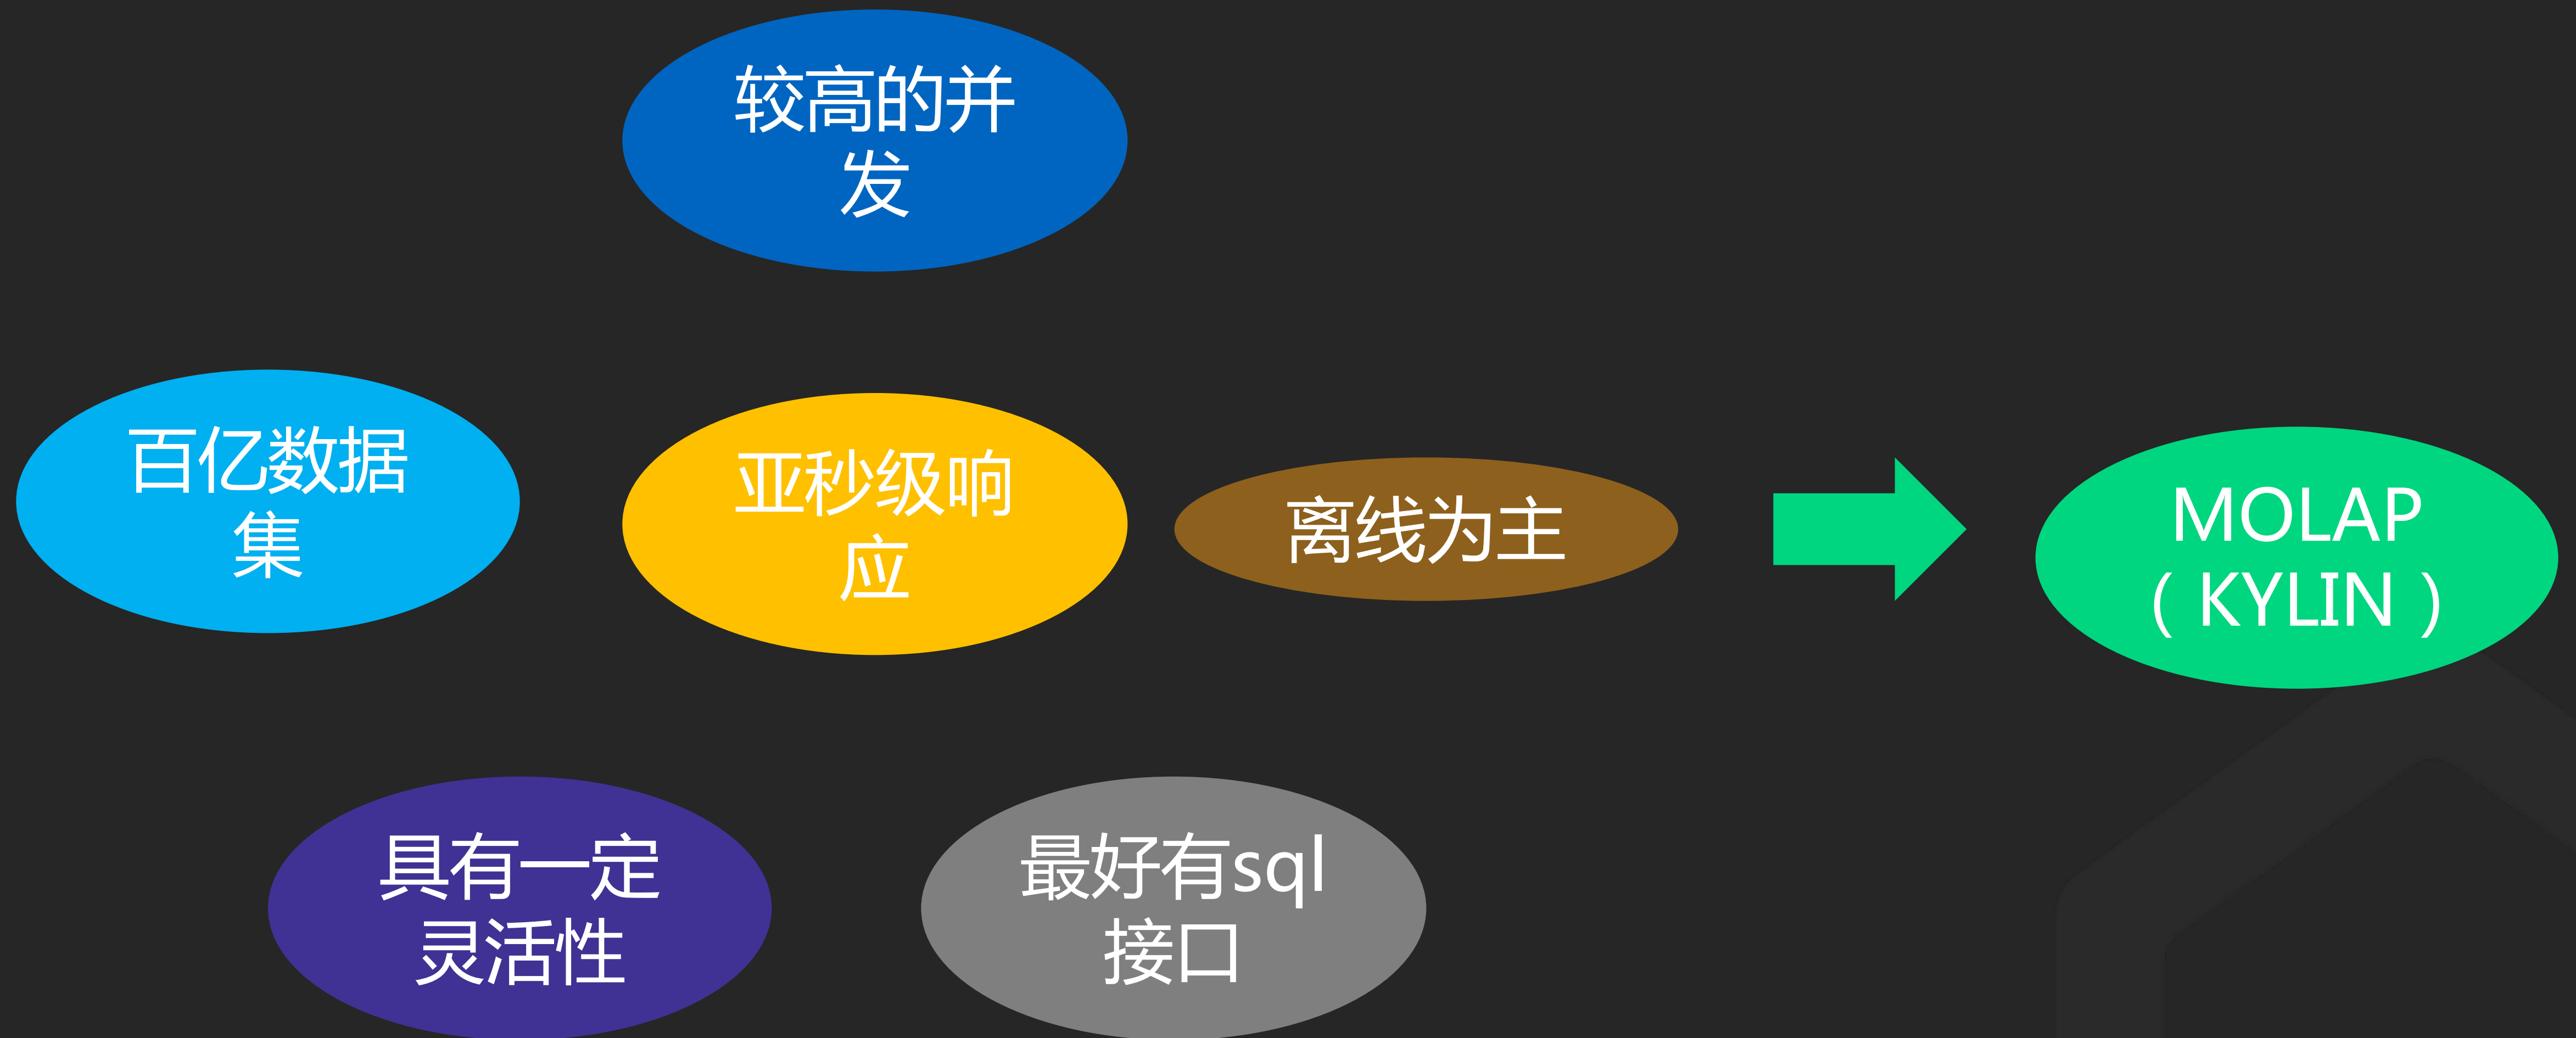 较高的并
发
百亿数据
集
亚秒级响
应
离线为主
MOLAP
（ KYLIN ）
具有一定
灵活性
最好有sql
接口